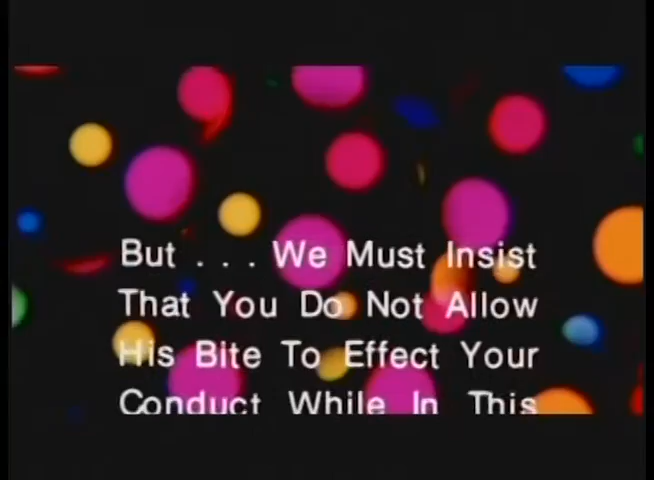 But . . . We Must Insist
That You Do Not Allow
His Bite To Effect Your
Conduct While In This